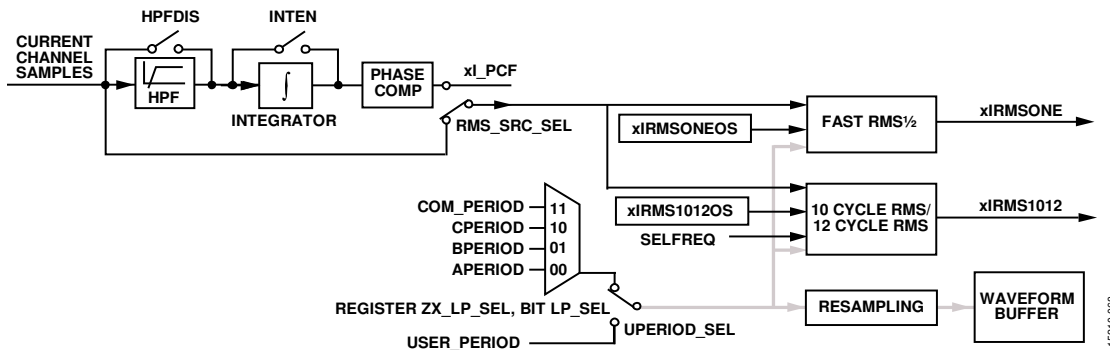 HPFDIS
INTEN
CURRENT
CHANNEL
SAMPLES
HPF
∫
INTEGRATOR
PHASE
COMP
xI_PCF
RMS_SRC_SEL
xIRMSONEOS
FAST RMS½
xIRMSONE
xIRMS1012OS
SELFREQ
10 CYCLE RMS/
12 CYCLE RMS
xIRMS1012
COM_PERIOD 11
CPERIOD 10
BPERIOD 01
APERIOD 00
REGISTER ZX_LP_SEL, BIT LP_SEL
UPERIOD_SEL
USER_PERIOD
RESAMPLING
WAVEFORM
BUFFER